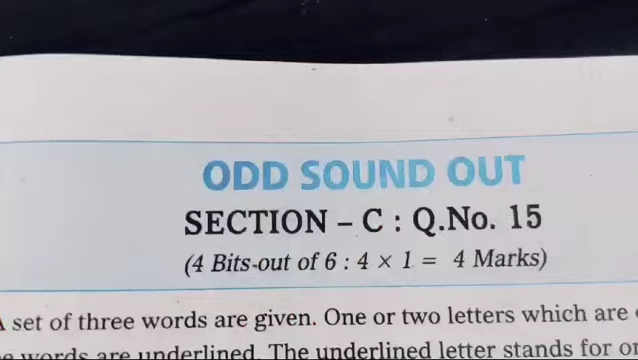 ODD SOUND OUT
SECTION – C : Q.No. 15
(4 Bits-out of 6 : 4 × 1 = 4 Marks)
A set of three words are given. One or two letters which are
words are underlined. The underlined letter stands for